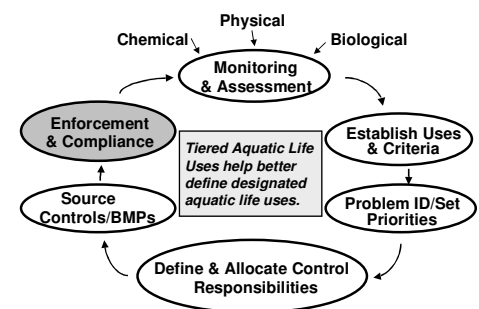 Physical
Chemical
Biological
Monitoring
& Assessment
Establish Uses
& Criteria
Problem ID/Set
Priorities
Define & Allocate Control
Responsibilities
Source
Controls/BMPs
Enforcement
& Compliance
Tiered Aquatic Life
Uses help better
define designated
aquatic life uses.